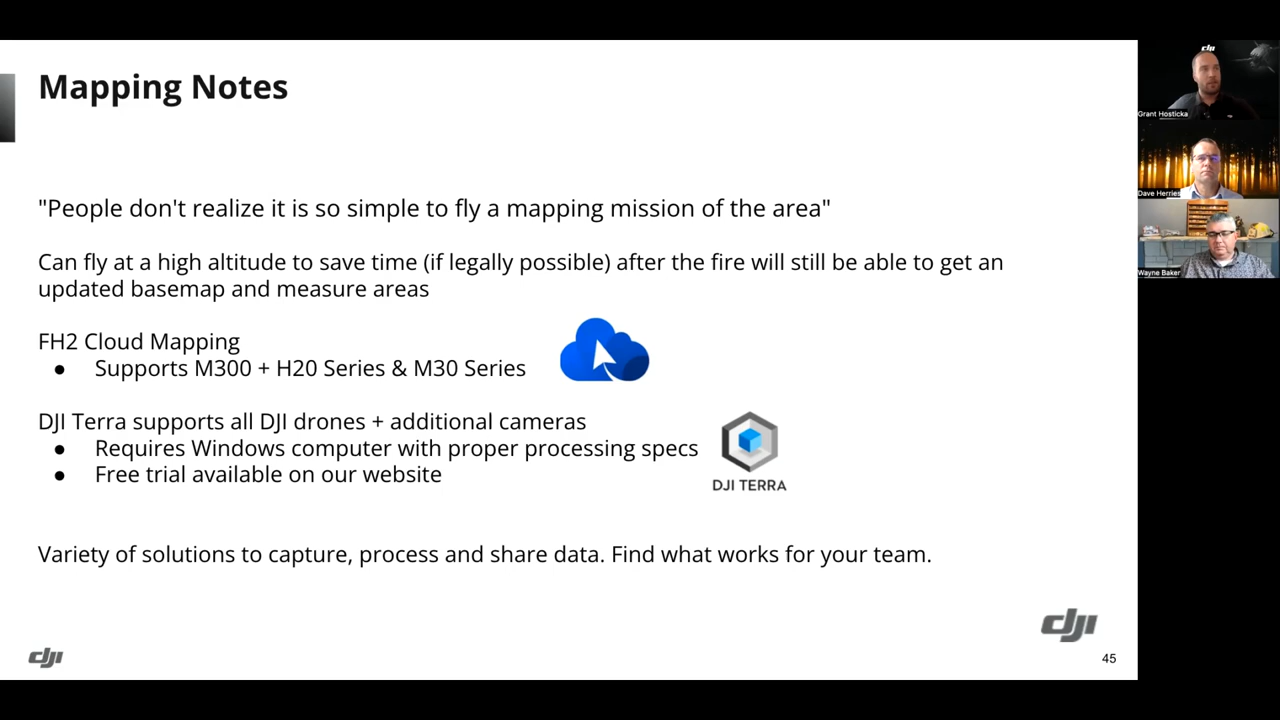 Mapping Notes
"People don't realize it is so simple to fly a mapping mission of the area"
Can fly at a high altitude to save time (if legally possible) after the fire will still be able to get an
updated basemap and measure areas
FH2 Cloud Mapping
● Supports M300 + H20 Series & M30 Series
DJI Terra supports all DJI drones + additional cameras
● Requires Windows computer with proper processing specs
● Free trial available on our website
DJI TERRA
Variety of solutions to capture, process and share data. Find what works for your team.
dji
dji
45
dji
Grant Hosticka
Dave Herries
Wayne Baker